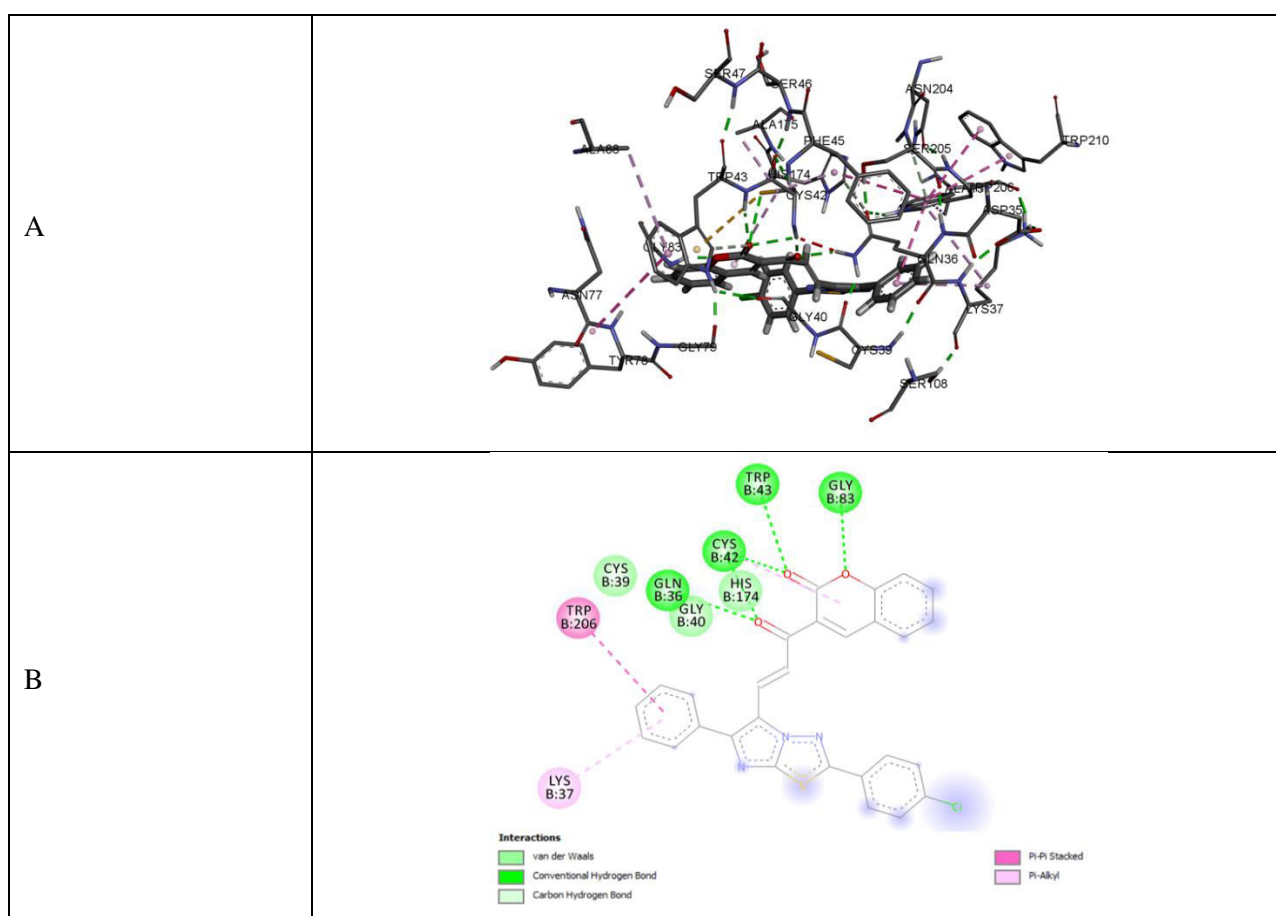 A
SER47
SER46
ASN204
ALA175
PHE45
ALA88
SER205
TRP210
TRP43
HIS174
TRP206
CYS42
ASP35
GLY83
GLN36
ASN77
LYS37
GLY40
TYR78
GLY79
CYS39
SER108
B
TRP
B:43
GLY
B:83
CYS
B:42
CYS
B:39
GLN
B:36
HIS
B:174
GLY
B:40
O
O
TRP
B:206
O
N
N
N
S
LYS
B:37
Cl
Interactions
van der Waals
Conventional Hydrogen Bond
Carbon Hydrogen Bond
Pi-Pi Stacked
Pi-Alkyl